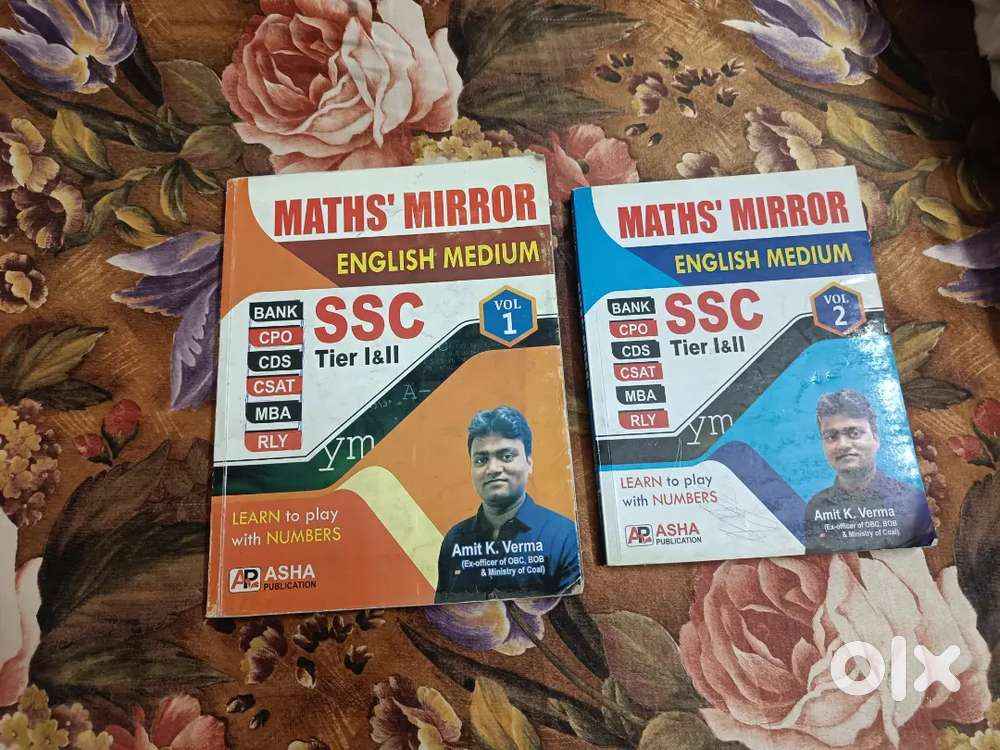 MATHS' MIRROR
ENGLISH MEDIUM
BANK
CPO
CDS
CSAT
MBA
RLY
SSC
Tier I&II
VOL
1
A-
ym
LEARN to play
with NUMBERS
Amit K. Verma
(Ex-officer of OBC, BOB
& Ministry of Coal)
AP ASHA
PUBLICATION
MATHS' MIRROR
ENGLISH MEDIUM
BANK
CPO
CDS
CSAT
MBA
RLY
SSC
Tier I&II
VOL
2
ym
LEARN to play
with NUMBERS
Amit K. Verma
(Ex-officer of OBC, BOB
& Ministry of Coal)
AP ASHA
PUBLICATION
olx